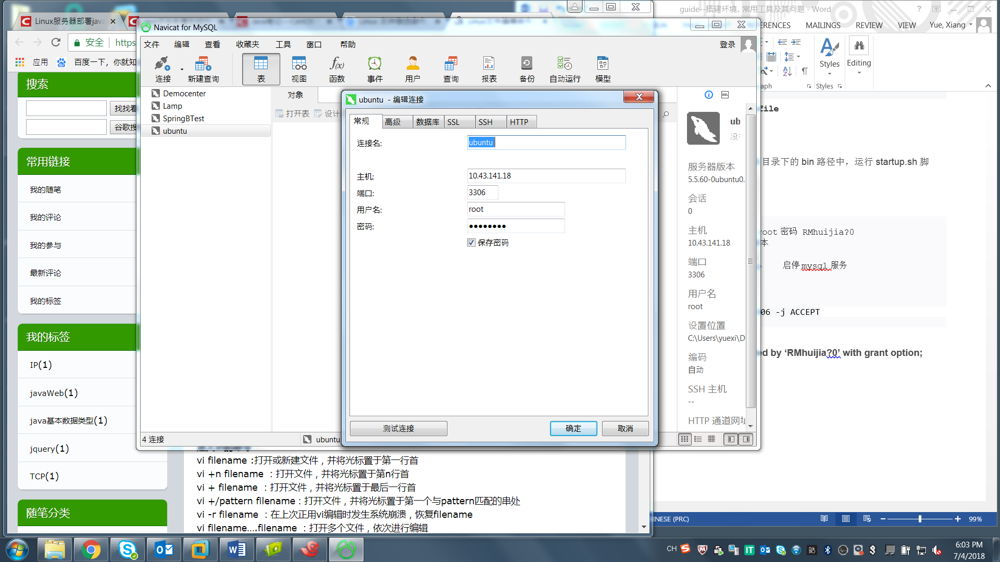 guide--搭建环境、常用工具及其问题 - Word
Linux服务器部署java
Navicat for MySQL
MAILINGS
REVIEW
VIEW
Yue, Xiang
安全
https
文件
编辑
查看
收藏夹
工具
窗口
帮助
登录
应用
百度一下，你就知
连接
新建查询
表
视图
函数
事件
用户
查询
报表
备份
自动运行
模型
Styles
Editing
Styles
搜索
找找看
谷歌搜
常用链接
我的随笔
我的评论
我的参与
最新评论
我的标签
我的标签
IP(1)
javaWeb(1)
java基本数据类型(1)
jquery(1)
TCP(1)
随笔分类
Democenter
Lamp
SpringBTest
ubuntu
对象
打开表
设计
ubuntu - 编辑连接
常规
高级
数据库
SSL
SSH
HTTP
连接名:
ubuntu
主机:
10.43.141.18
端口:
3306
用户名:
root
密码:
●●●●●●●●
保存密码
测试连接
确定
取消
ub
服务器版本
5.5.60-0ubuntu0.
会话
0
主机
10.43.141.18
端口
3306
用户名
root
设置位置
C:\Users\yuexi\D
编码
自动
SSH 主机
--
HTTP 通道网址
4 连接
ubuntu
file
目录下的 bin 路径中，运行 startup.sh 脚
root 密码 RMhuijia?0
本
启停 mysql 服务
06 -j ACCEPT
ed by ‘RMhuijia?0’ with grant option;
vi filename :打开或新建文件，并将光标置于第一行首
vi +n filename ：打开文件，并将光标置于第n行首
vi + filename ：打开文件，并将光标置于最后一行首
vi +/pattern filename：打开文件，并将光标置于第一个与pattern匹配的串处
vi -r filename ：在上次正用vi编辑时发生系统崩溃，恢复filename
vi filename....filename ：打开多个文件，依次进行编辑
INESE (PRC)
99%
CH
6:03 PM
7/4/2018